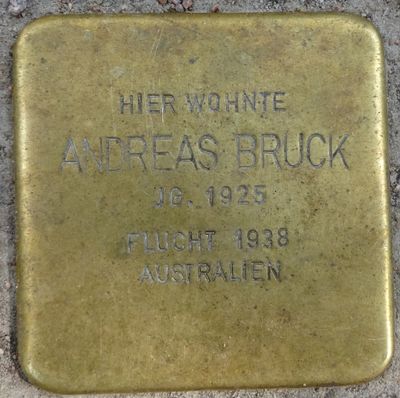 HIER WOHNTE
ANDREAS BRUCK
JG. 1925
FLUCHT 1938
AUSTRALIEN